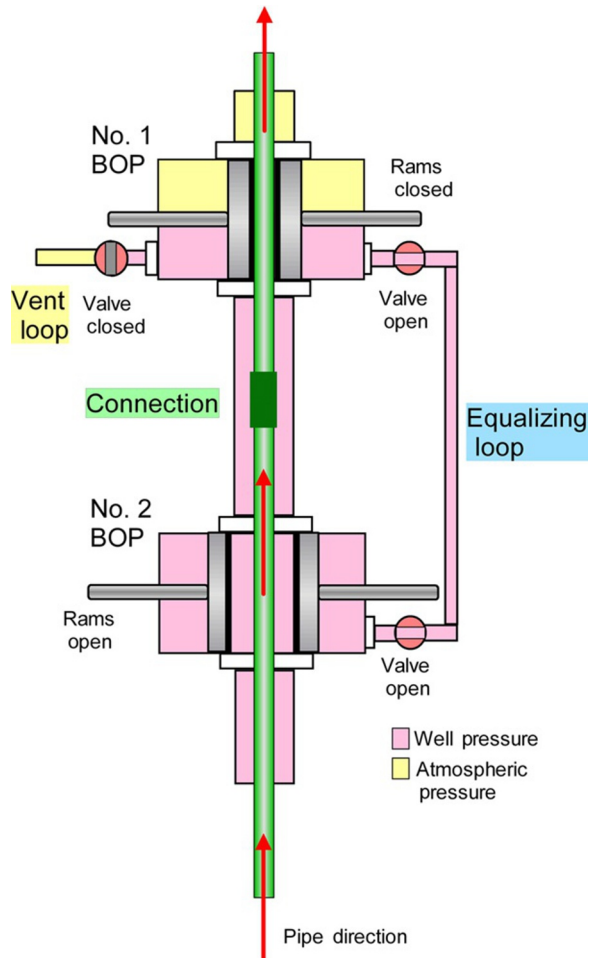 No. 1
BOP
Rams
closed
Vent
loop
Valve
closed
Valve
open
Connection
Equalizing
loop
No. 2
BOP
Rams
open
Valve
open
Well pressure
Atmospheric
pressure
Pipe direction